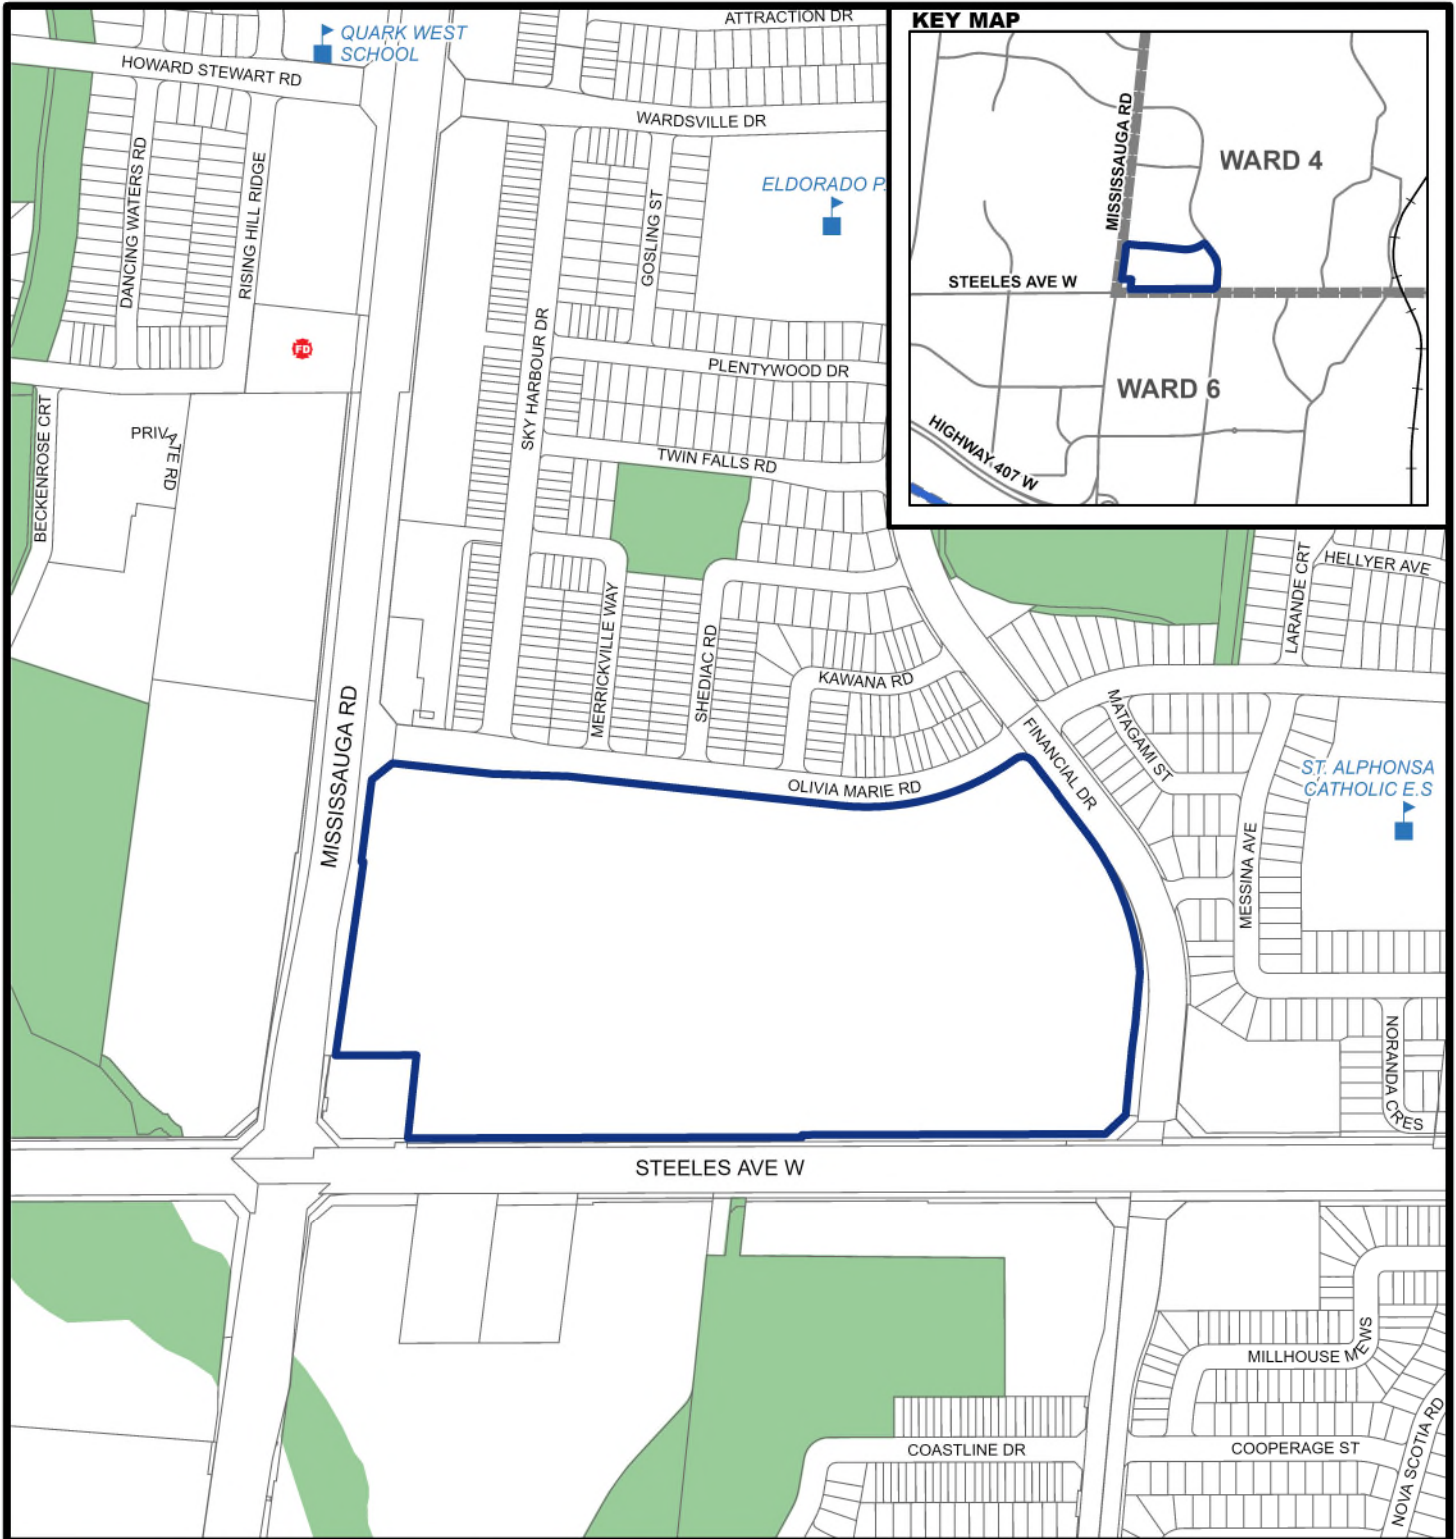 ATTRACTION DR
KEY MAP
QUARK WEST
SCHOOL
HOWARD STEWART RD
WARDSVILLE DR
MISSISSAUGA RD
WARD 4
ELDORADO P.
DANCING WATERS RD
RISING HILL RIDGE
GOSLING ST
STEELES AVE W
FD
SKY HARBOUR DR
PLENTYWOOD DR
WARD 6
BECKENROSE CRT
PRIVATE RD
TWIN FALLS RD
HIGHWAY 407 W
LARANDE CRT
HELLYER AVE
MERRICKVILLE WAY
SHEDIAC RD
KAWANA RD
MISSISSAUGA RD
FINANCIAL DR
MATAGAMI ST
OLIVIA MARIE RD
ST. ALPHONSA
CATHOLIC E.S
MESSINA AVE
NORANDA CRES
STEELES AVE W
MILLHOUSE MEWS
COASTLINE DR
COOPERAGE ST
NOVA SCOTIA RD